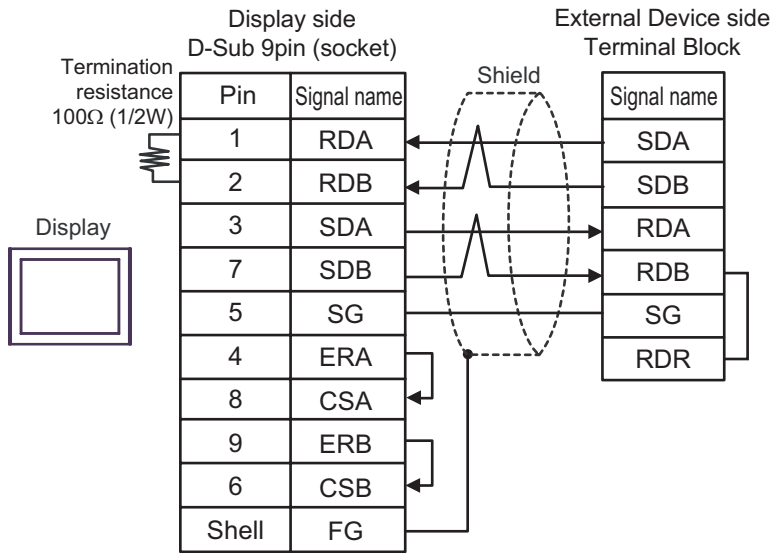 Display side
D-Sub 9pin (socket)
External Device side
Terminal Block
Termination
resistance
100Ω (1/2W)
Shield
Display
Pin Signal name
1 RDA
2 RDB
3 SDA
7 SDB
5 SG
4 ERA
8 CSA
9 ERB
6 CSB
Shell FG
Signal name
SDA
SDB
RDA
RDB
SG
RDR